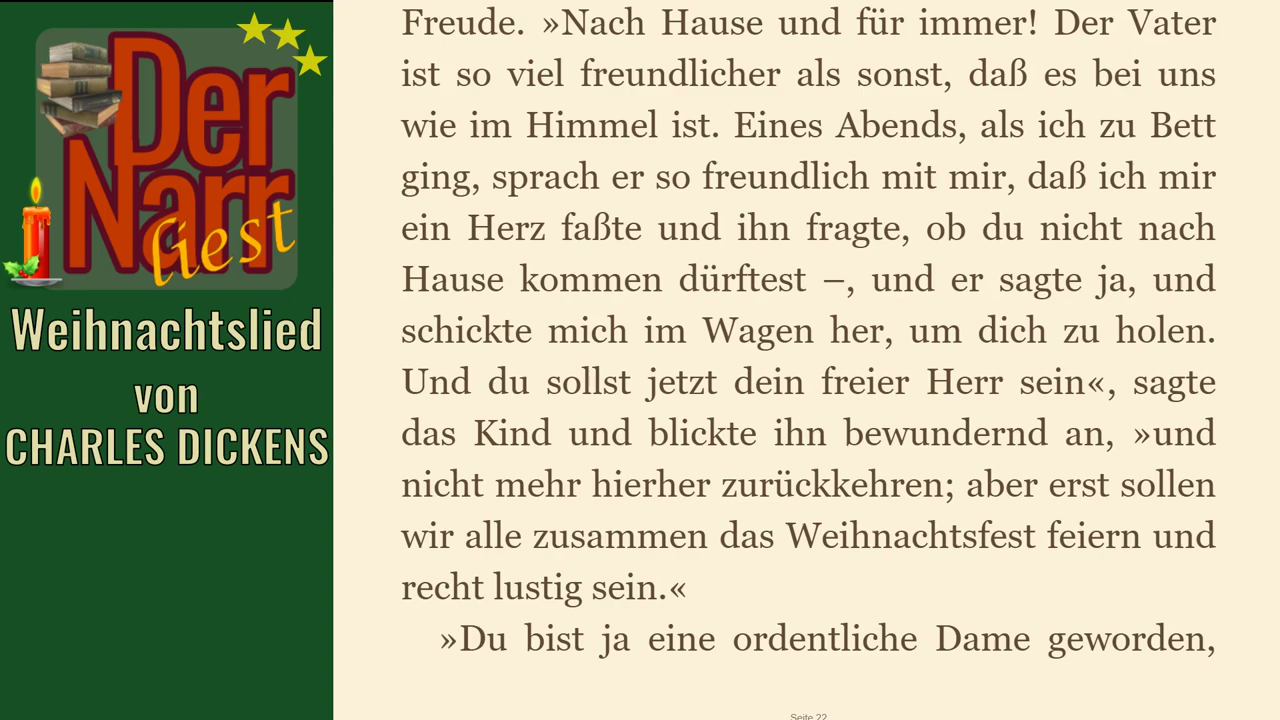 Der
Narr
liest
Weihnachtslied
von
CHARLES DICKENS
Freude. »Nach Hause und für immer! Der Vater
ist so viel freundlicher als sonst, daß es bei uns
wie im Himmel ist. Eines Abends, als ich zu Bett
ging, sprach er so freundlich mit mir, daß ich mir
ein Herz faßte und ihn fragte, ob du nicht nach
Hause kommen dürftest –, und er sagte ja, und
schickte mich im Wagen her, um dich zu holen.
Und du sollst jetzt dein freier Herr sein«, sagte
das Kind und blickte ihn bewundernd an, »und
nicht mehr hierher zurückkehren; aber erst sollen
wir alle zusammen das Weihnachtsfest feiern und
recht lustig sein.«
»Du bist ja eine ordentliche Dame geworden,
Seite 22